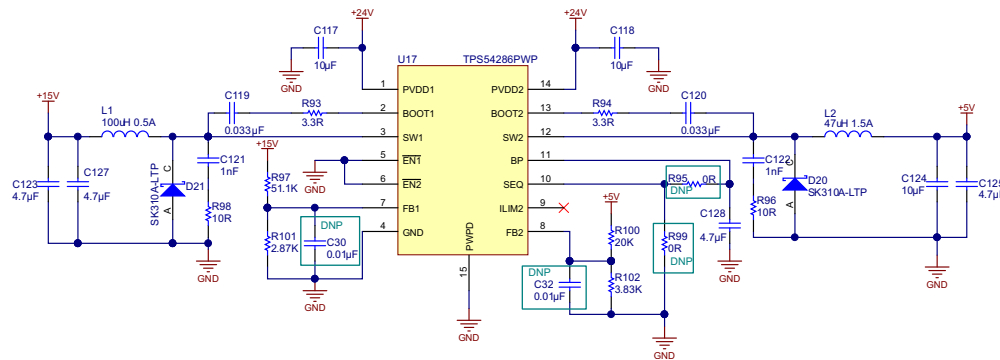 +24V
+24V
C117
10µF
GND
C118
10µF
GND
U17
TPS54286PWP
1
PVDD1
PVDD2
14
2
BOOT1
BOOT2
13
3
SW1
SW2
12
5
EN1
BP
11
6
EN2
SEQ
10
7
FB1
ILIM2
9
4
GND
FB2
8
PWPD
15
GND
+15V
L1
100uH 0.5A
C119
0.033µF
R93
3.3R
C123
4.7µF
C127
4.7µF
SK310A-LTP
C
A
D21
C121
1nF
R98
10R
GND
+15V
R97
51.1K
GND
R101
2.87K
DNP
C30
0.01µF
GND
R94
3.3R
C120
0.033µF
L2
47uH 1.5A
+5V
R95
0R
DNP
C128
4.7µF
GND
R99
0R
DNP
+5V
R100
20K
R102
3.83K
DNP
C32
0.01µF
GND
C122
1nF
R96
10R
C
A
D20
SK310A-LTP
C124
10µF
C125
4.7µF
GND